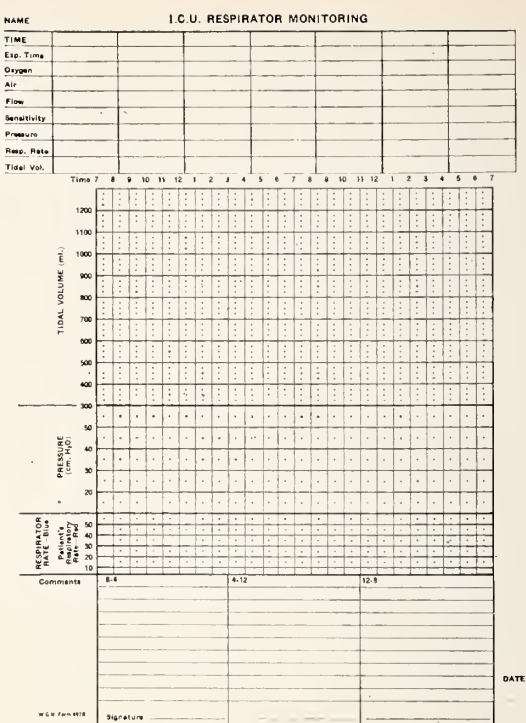 NAME I.C.U. RESPIRATOR MONITORING
TIME
Exp. Time
Oxygen
Air
Flow
Sensitivity
Pressure
Resp. Rate
Tidal Vol.
Time 7 8 9 10 11 12 1 2 3 4 5 6 7 8 9 10 11 12 1 2 3 4 5 6 7
TIDAL VOLUME (ml.)
1200
1100
1000
900
800
700
600
500
400
300
PRESSURE
(cm. H₂O)
50
40
30
20
RESPIRATOR
RATE - Blue
Patient's
Respiratory
Rate - Red
50
40
30
20
10
Comments 8-4 4-12 12-8
DATE
Form Signature